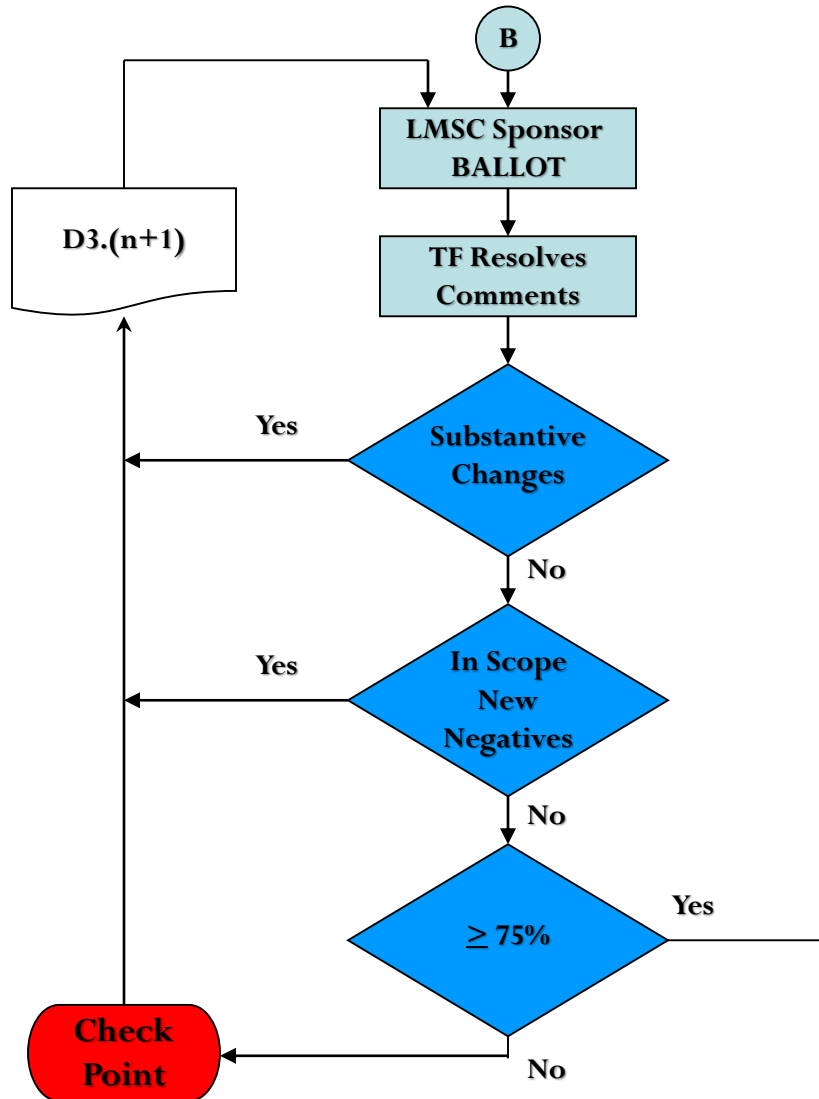 B
LMSC Sponsor
BALLOT
D3.(n+1)
TF Resolves
Comments
Yes
Substantive
Changes
No
Yes
In Scope
New
Negatives
No
Yes
≥ 75%
Check
Point
No